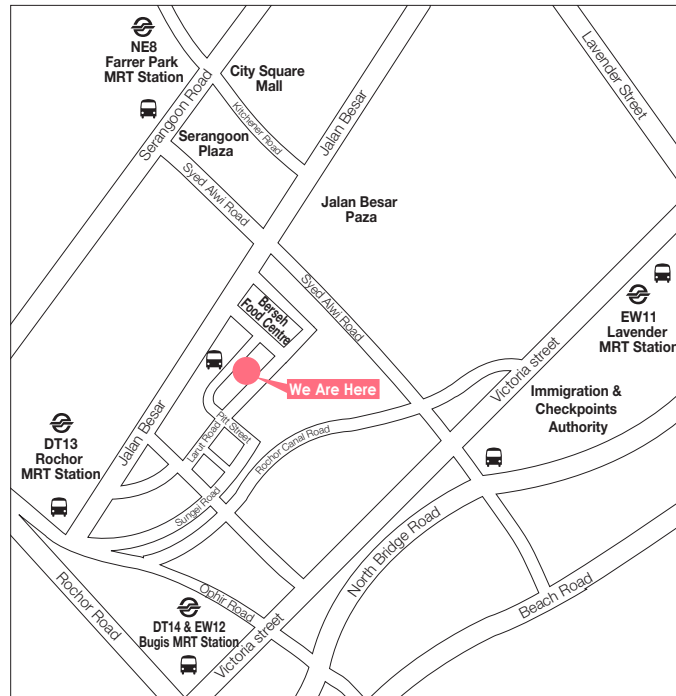 NE8
Farrer Park
MRT Station
City Square
Mall
Lavender Street
Serangoon Road
Kitchener Road
Jalan Besar
Serangoon
Plaza
Syed Alwi Road
Jalan Besar
Paza
Berseh
Food Centre
Syed Alwi Road
EW11
Lavender
MRT Station
Victoria street
We Are Here
Immigration &
Checkpoints
Authority
DT13
Rochor
MRT Station
Jalan Besar
Larut Road
Pitt Street
Rochor Canal Road
Sungei Road
North Bridge Road
Beach Road
Rochor Road
Ophir Road
DT14 & EW12
Bugis MRT Station
Victoria street